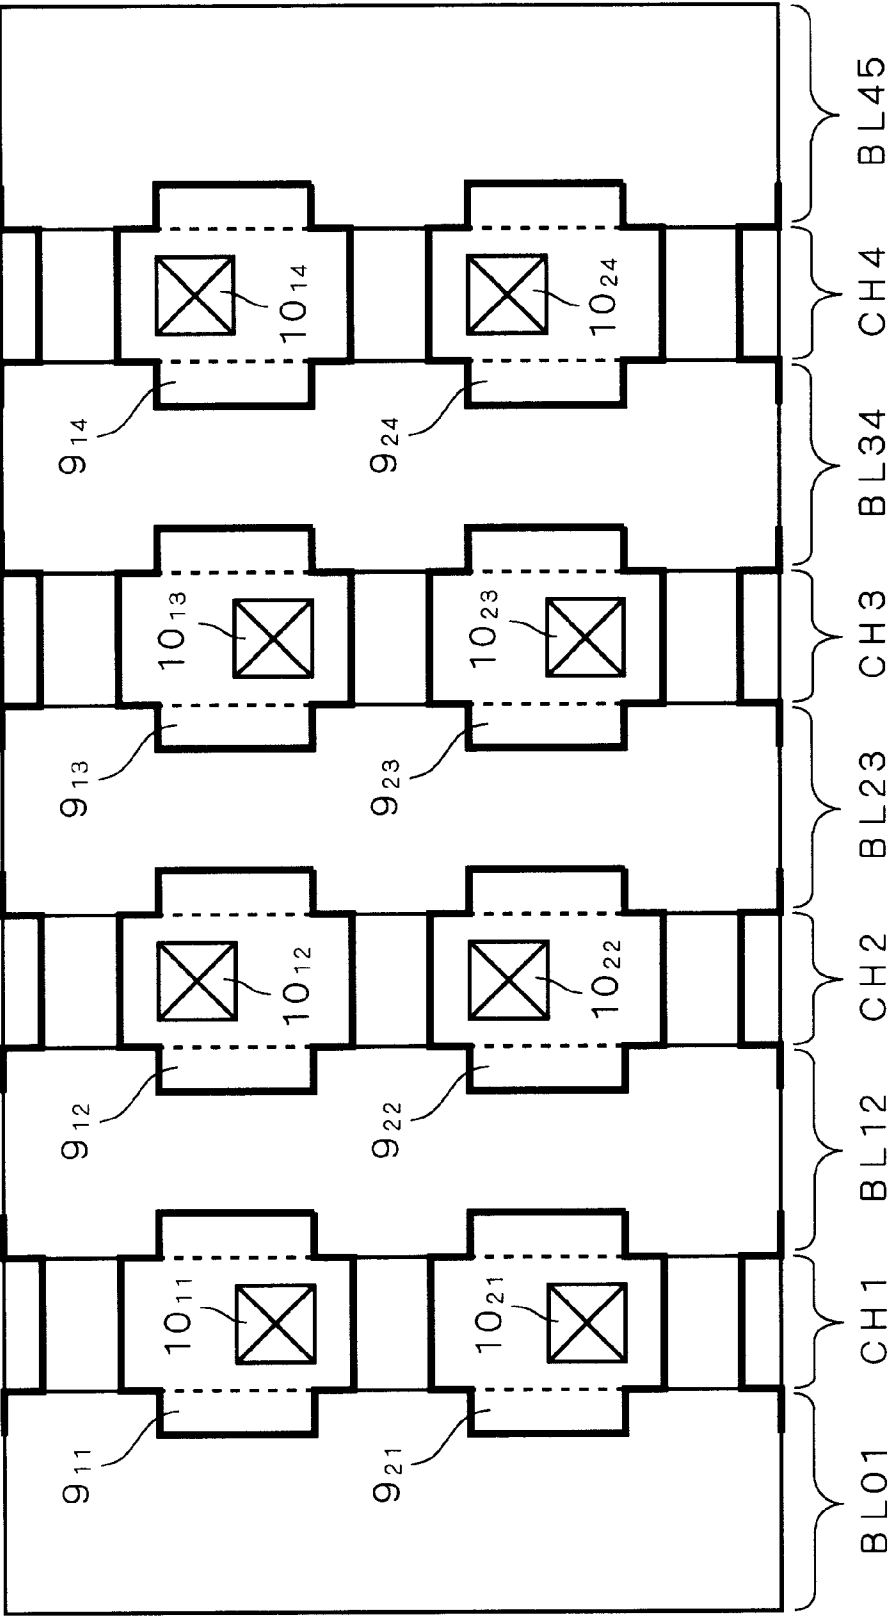 9₁₁
9₁₂
9₁₃
9₁₄
10₁₁
10₁₂
10₁₃
10₁₄
9₂₁
9₂₂
9₂₃
9₂₄
10₂₁
10₂₂
10₂₃
10₂₄
BL01
CH1
BL12
CH2
BL23
CH3
BL34
CH4
BL45